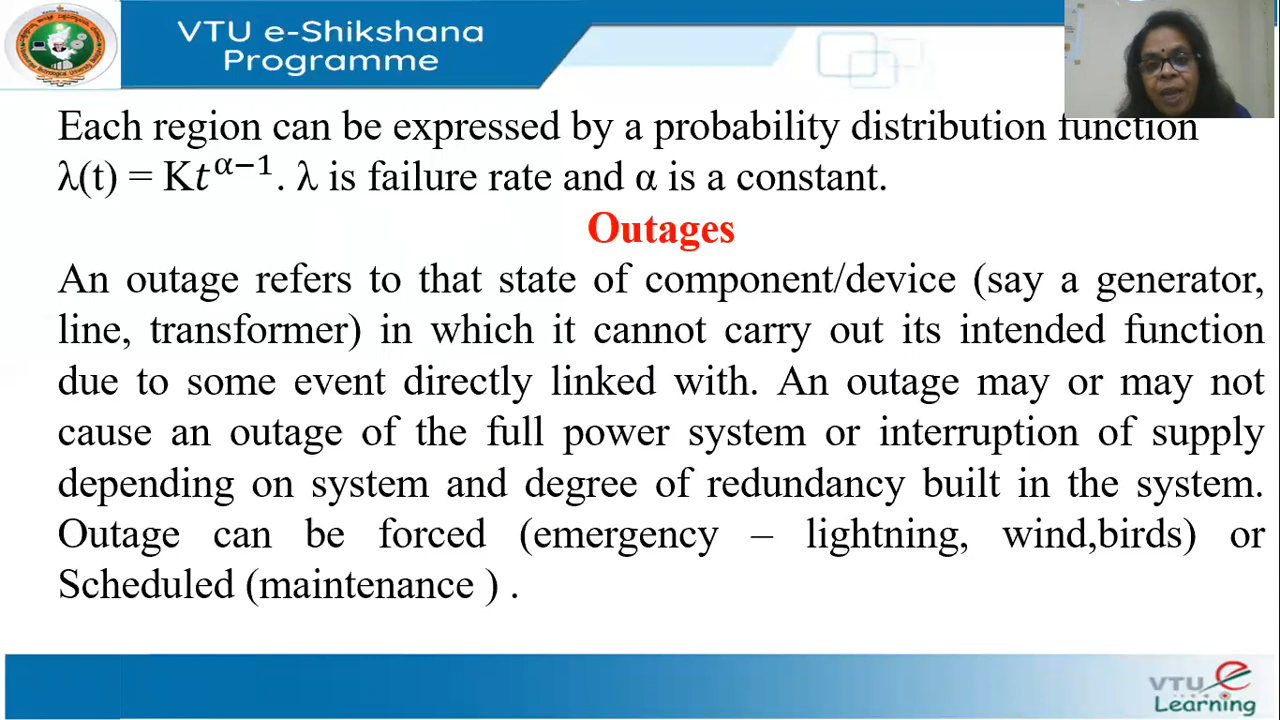 VTU e-Shikshana
Programme
Each region can be expressed by a probability distribution function
λ(t) = K𝑡^{α−1}. λ is failure rate and α is a constant.
Outages
An outage refers to that state of component/device (say a generator,
line, transformer) in which it cannot carry out its intended function
due to some event directly linked with. An outage may or may not
cause an outage of the full power system or interruption of supply
depending on system and degree of redundancy built in the system.
Outage can be forced (emergency – lightning, wind,birds) or
Scheduled (maintenance ) .
VTU e
Learning